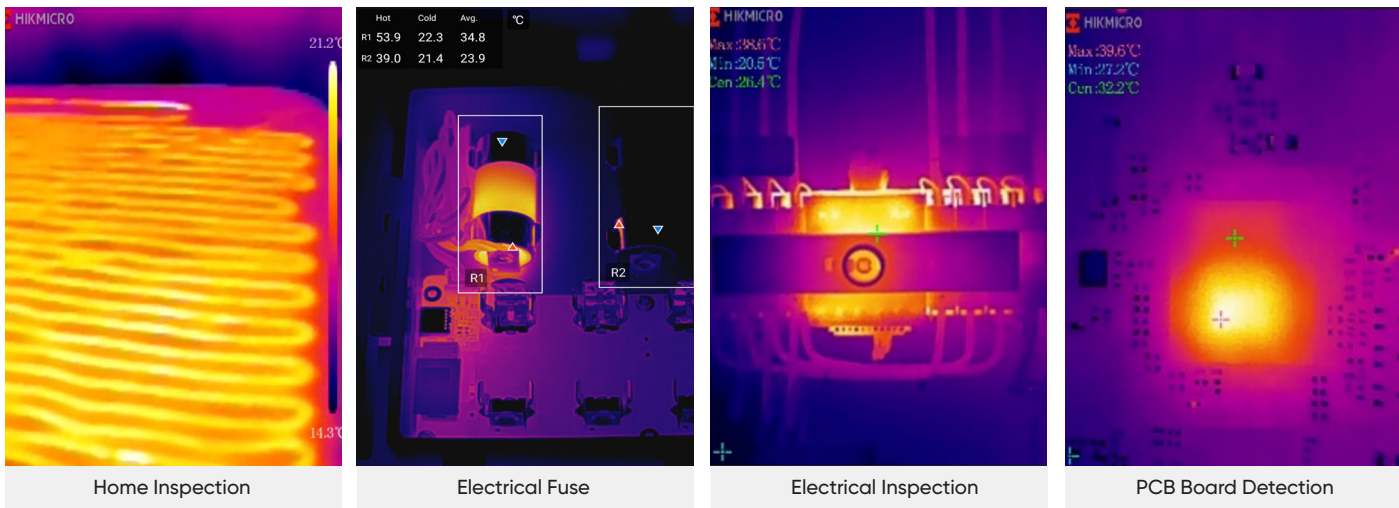 HIKMICRO
21.2°C
14.3°C
Home Inspection
Hot Cold Avg. °C
R1 53.9 22.3 34.8
R2 39.0 21.4 23.9
R1
R2
Electrical Fuse
HIKMICRO
Max:38.6°C
Min:20.5°C
Cen:26.4°C
Electrical Inspection
HIKMICRO
Max:39.6°C
Min:27.2°C
Cen:32.2°C
PCB Board Detection